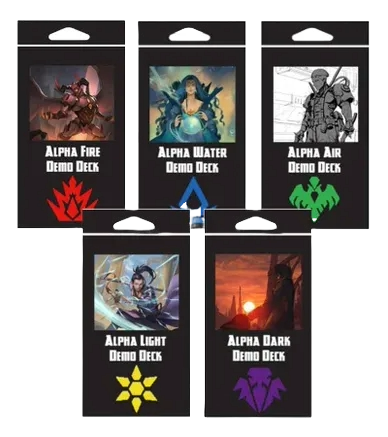 Alpha Fire
Demo Deck
Alpha Water
Demo Deck
Alpha Air
Demo Deck
Alpha Light
Demo Deck
Alpha Dark
Demo Deck